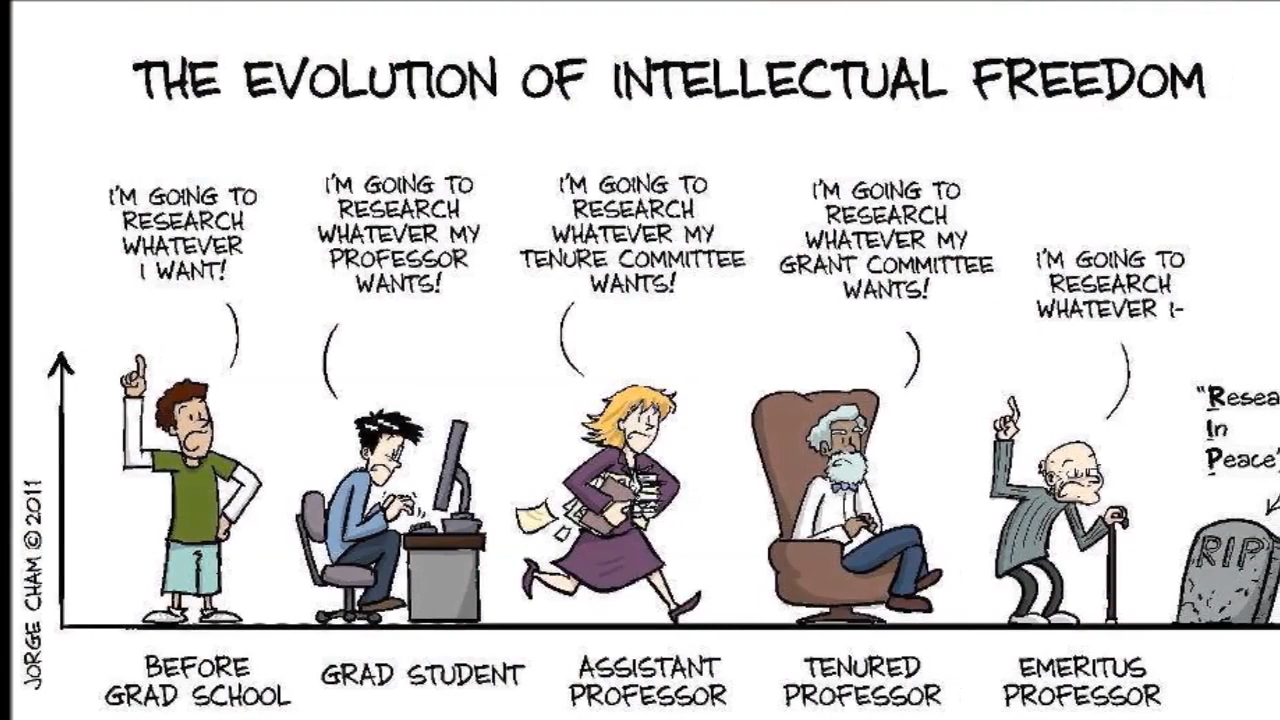 THE EVOLUTION OF INTELLECTUAL FREEDOM
I'M GOING TO
RESEARCH
WHATEVER
I WANT!
I'M GOING TO
RESEARCH
WHATEVER MY
PROFESSOR
WANTS!
I'M GOING TO
RESEARCH
WHATEVER MY
TENURE COMMITTEE
WANTS!
I'M GOING TO
RESEARCH
WHATEVER MY
GRANT COMMITTEE
WANTS!
I'M GOING TO
RESEARCH
WHATEVER I-
"Resea
In
Peace"
RIP
JORGE CHAM © 2011
BEFORE
GRAD SCHOOL
GRAD STUDENT
ASSISTANT
PROFESSOR
TENURED
PROFESSOR
EMERITUS
PROFESSOR